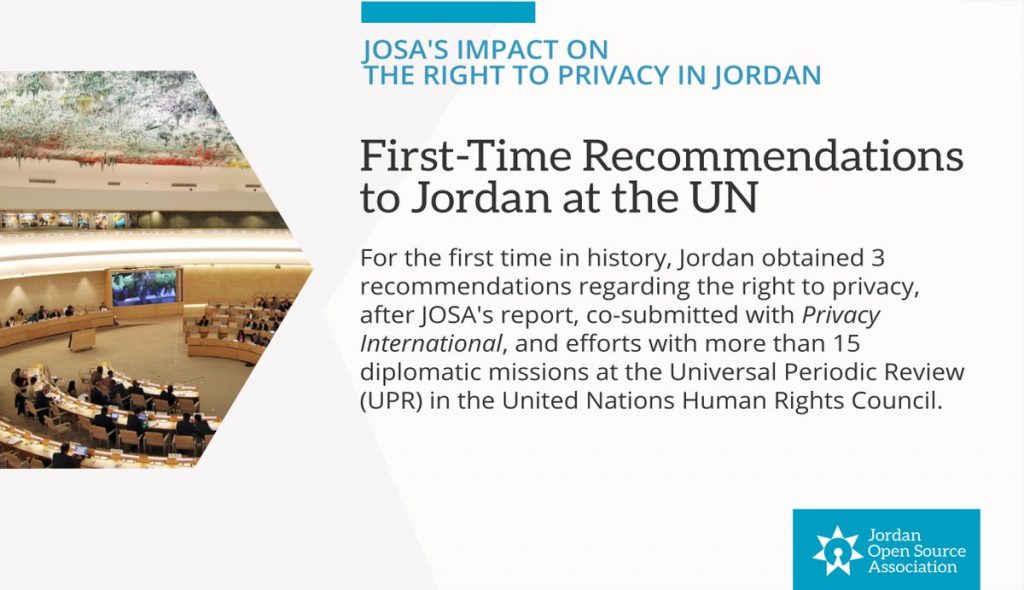 JOSA'S IMPACT ON
THE RIGHT TO PRIVACY IN JORDAN
First-Time Recommendations
to Jordan at the UN
For the first time in history, Jordan obtained 3
recommendations regarding the right to privacy,
after JOSA's report, co-submitted with Privacy
International, and efforts with more than 15
diplomatic missions at the Universal Periodic Review
(UPR) in the United Nations Human Rights Council.
Jordan
Open Source
Association